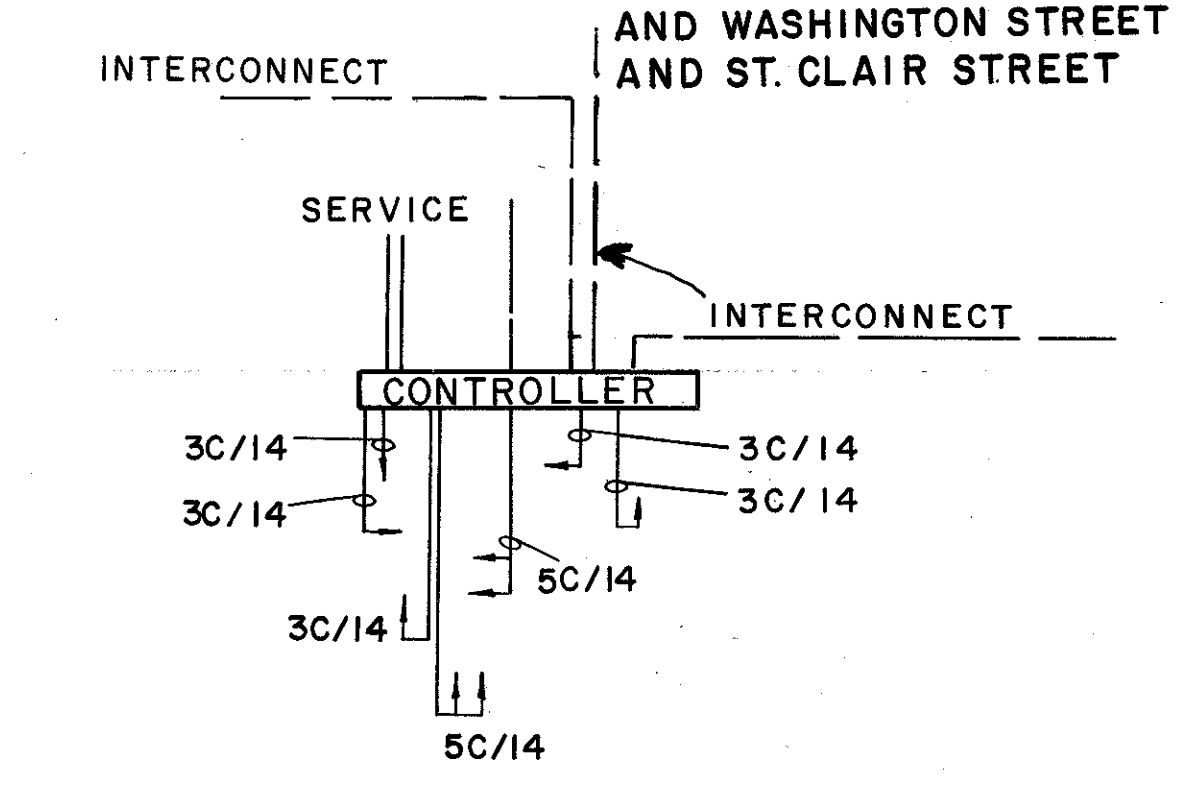 AND WASHINGTON STREET
AND ST. CLAIR STREET
INTERCONNECT
SERVICE
INTERCONNECT
CONTROLLER
3C/14
3C/14
3C/14
3C/14
5C/14
3C/14
5C/14